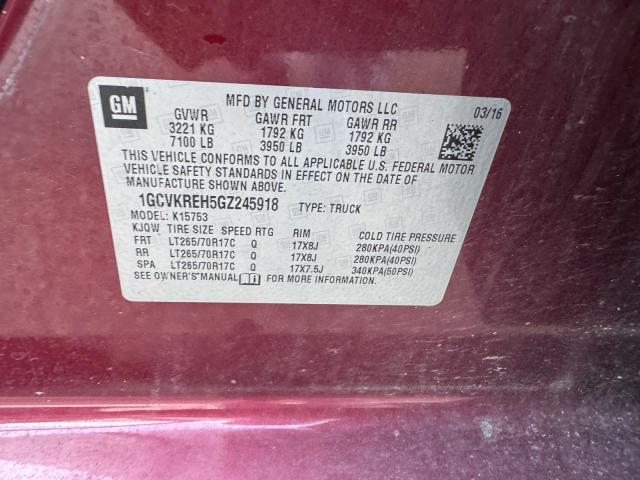 GM
MFD BY GENERAL MOTORS LLC
03/16
GVWR GAWR FRT GAWR RR
3221 KG 1792 KG 1792 KG
7100 LB 3950 LB 3950 LB
THIS VEHICLE CONFORMS TO ALL APPLICABLE U.S. FEDERAL MOTOR
VEHICLE SAFETY STANDARDS IN EFFECT ON THE DATE OF
MANUFACTURE SHOWN ABOVE.
1GCVKREH5GZ245918 TYPE: TRUCK
MODEL: K15753
KJQW TIRE SIZE SPEED RTG RIM COLD TIRE PRESSURE
FRT LT265/70R17C Q 17X8J 280KPA(40PSI)
RR LT265/70R17C Q 17X8J 280KPA(40PSI)
SPA LT265/70R17C Q 17X7.5J 340KPA(50PSI)
SEE OWNER'S MANUAL FOR MORE INFORMATION.